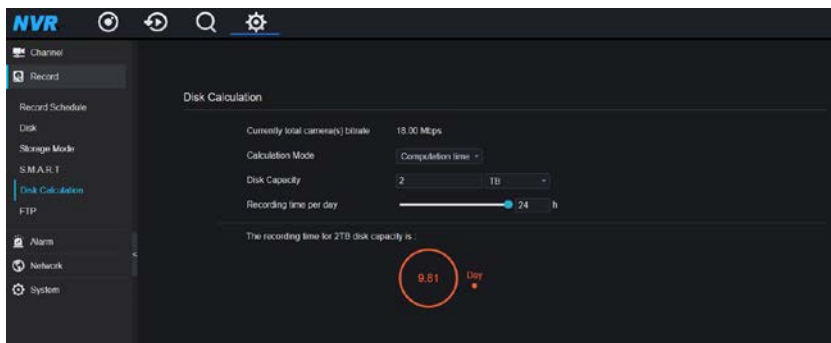 NVR
Channel
Record
Record Schedule
Disk
Storage Mode
S.M.A.R.T
Disk Calculation
FTP
Alarm
Network
System
Disk Calculation
Currently total camera(s) bitrate 18.00 Mbps
Calculation Mode Computation time
Disk Capacity 2 TB
Recording time per day 24 h
The recording time for 2TB disk capacity is :
9.81 Day